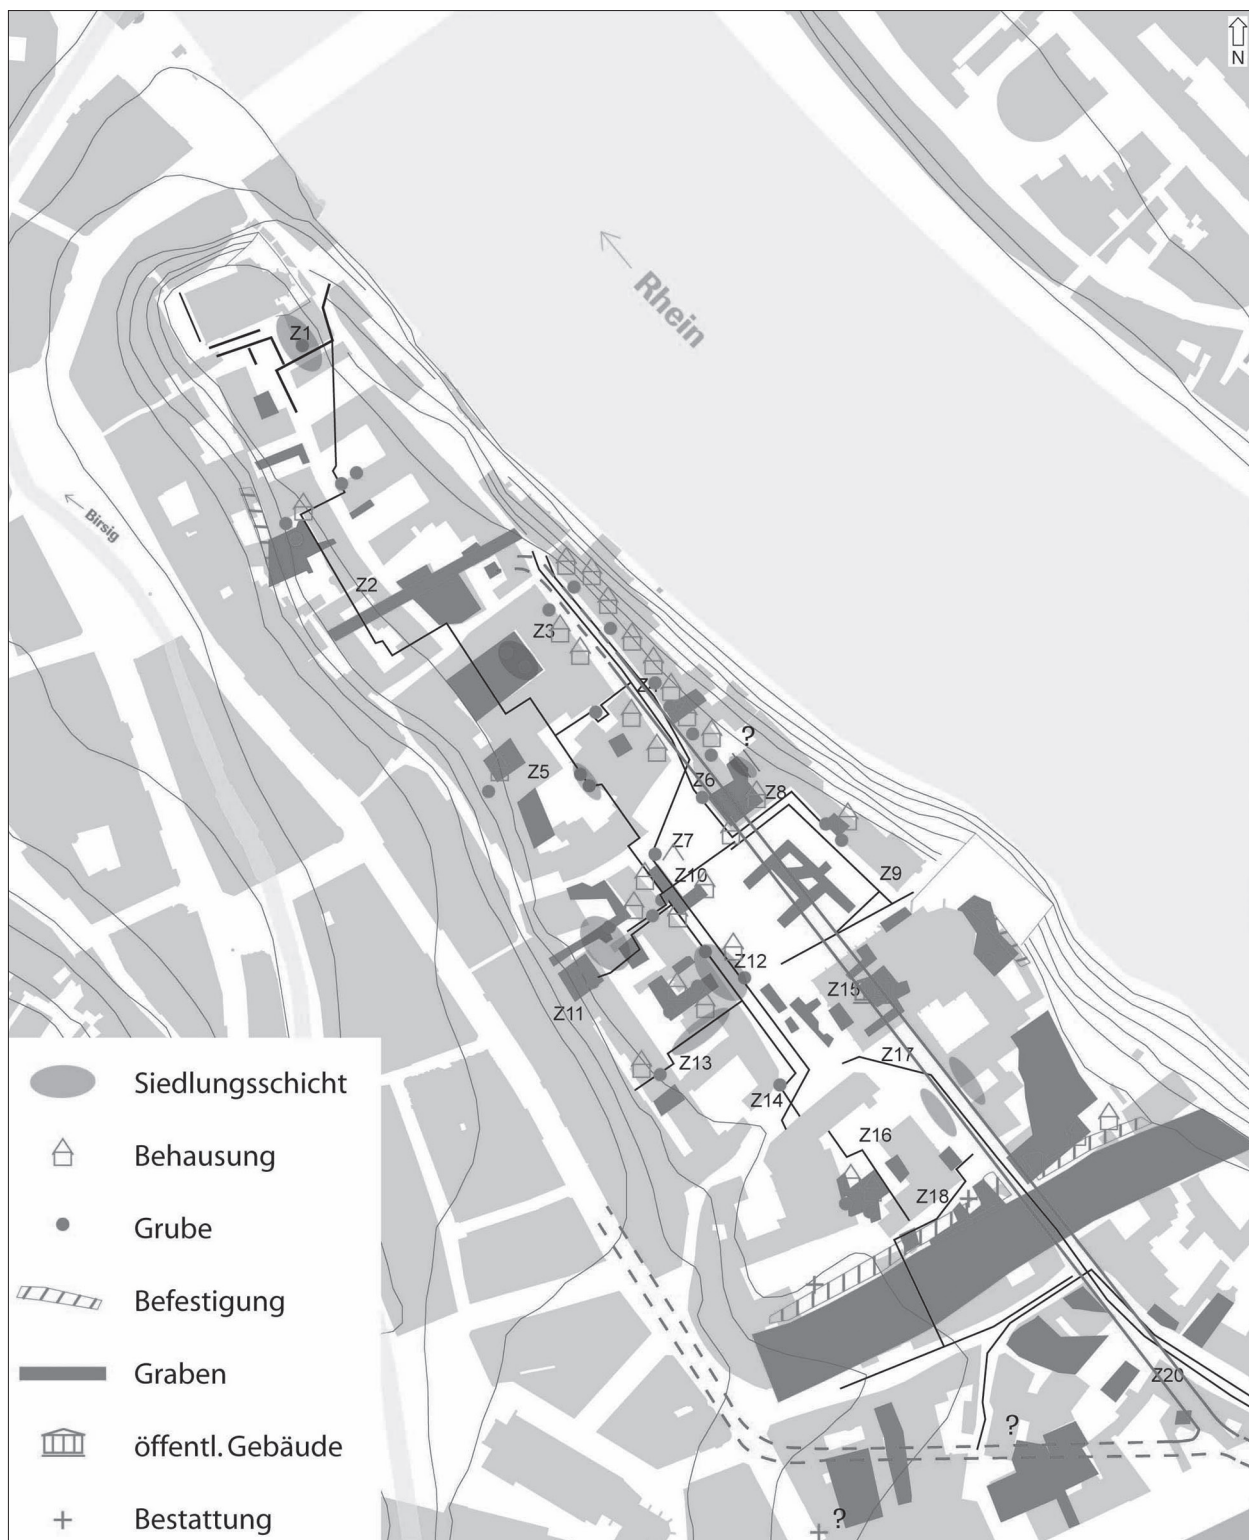 N
Rhein
Z1
Birsig
Z2
Z3
?
Z5
Z6
Z8
Z7
Z10
Z9
Z12
Z15
Z11
Z17
Z13
Z14
Z16
Z18
Z20
?
?
Siedlungsschicht
Behausung
Grube
Befestigung
Graben
öffentl. Gebäude
Bestattung